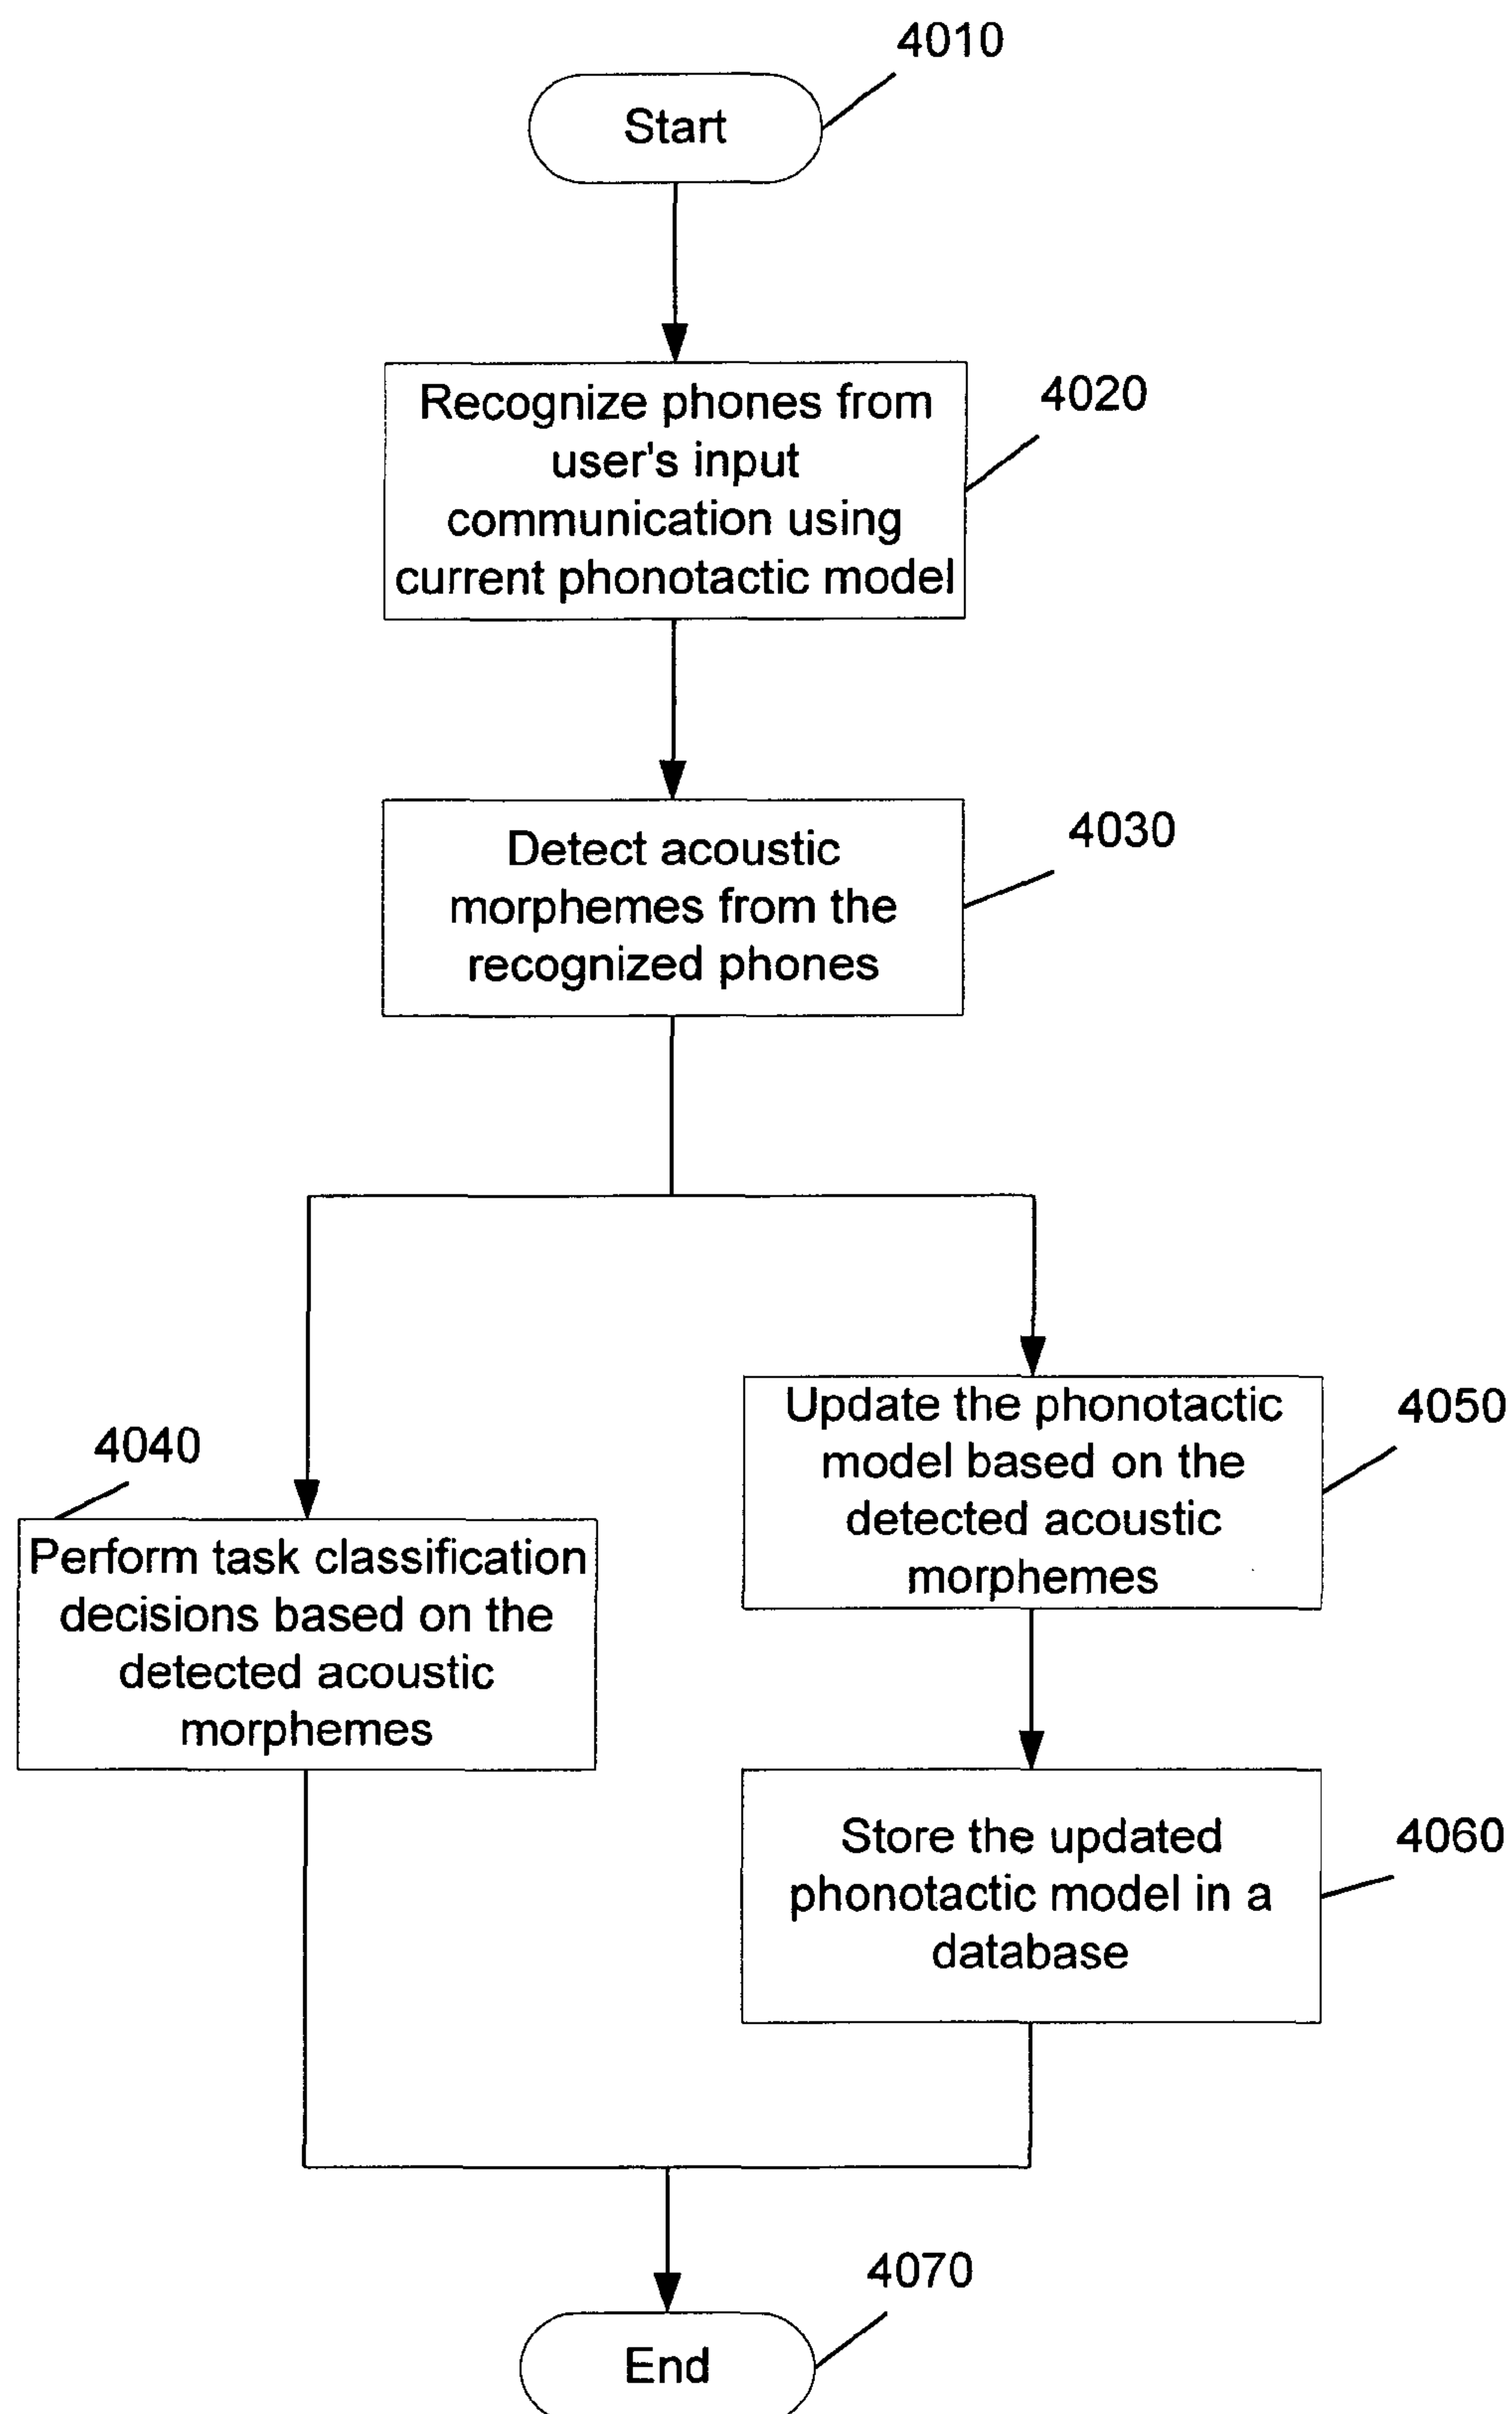 4010
Start
Recognize phones from
user's input
communication using
current phonotactic model
4020
Detect acoustic
morphemes from the
recognized phones
4030
4040
Perform task classification
decisions based on the
detected acoustic
morphemes
Update the phonotactic
model based on the
detected acoustic
morphemes
4050
Store the updated
phonotactic model in a
database
4060
4070
End